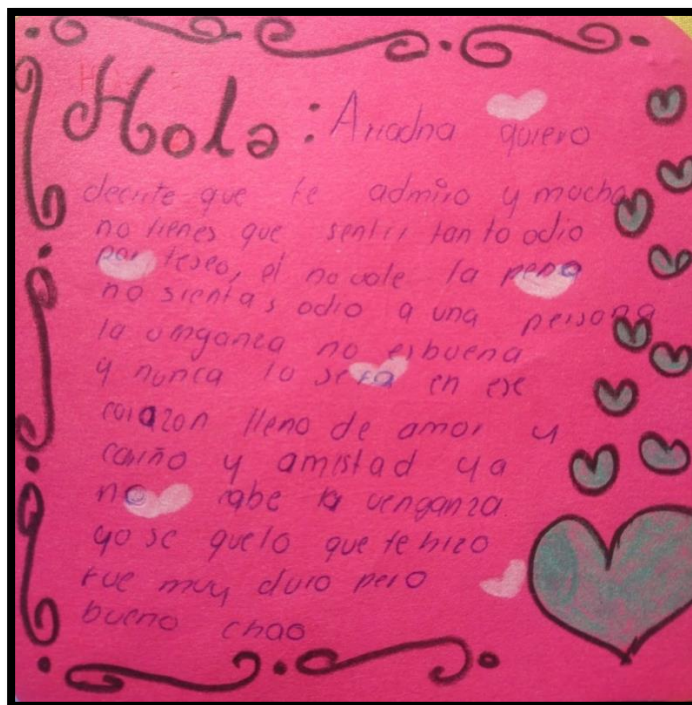 Hola: Ariadna quiero
decirte que te admiro y mucho
no tienes que sentir tanto odio
por teseo, el no vale la pena
no sientas odio a una persona
la venganza no es buena
y nunca lo sera en ese
corazon lleno de amor y
cariño y amistad ya
no cabe la venganza.
yo se que lo que te hizo
fue muy duro pero
bueno chao